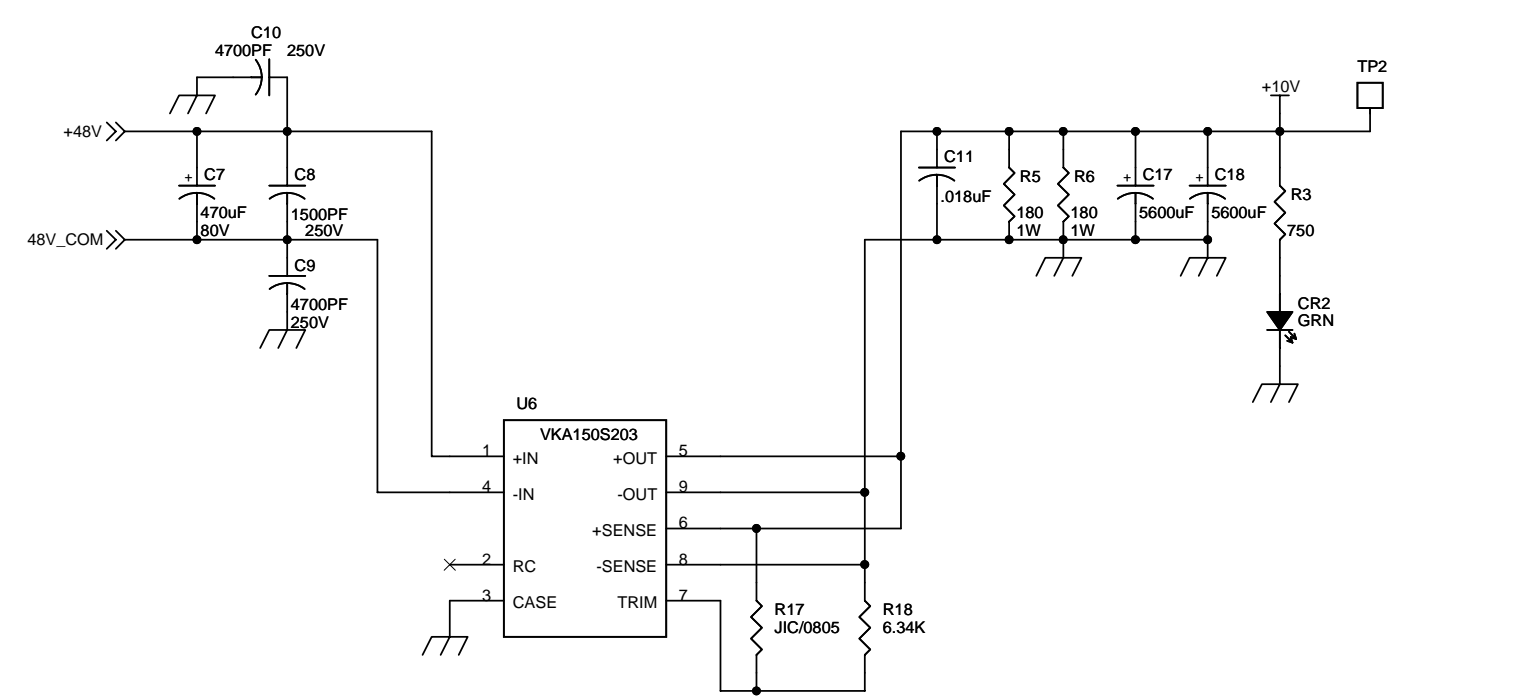 C10
4700PF 250V
+48V
+
C7
470uF
80V
C8
1500PF
250V
48V_COM
C9
4700PF
250V
TP2
+10V
C11
.018uF
R5
180
1W
R6
180
1W
+
C17
5600uF
+
C18
5600uF
R3
750
CR2
GRN
U6
VKA150S203
1 +IN +OUT 5
4 -IN -OUT 9
+SENSE 6
2 RC -SENSE 8
3 CASE TRIM 7
R17
JIC/0805
R18
6.34K